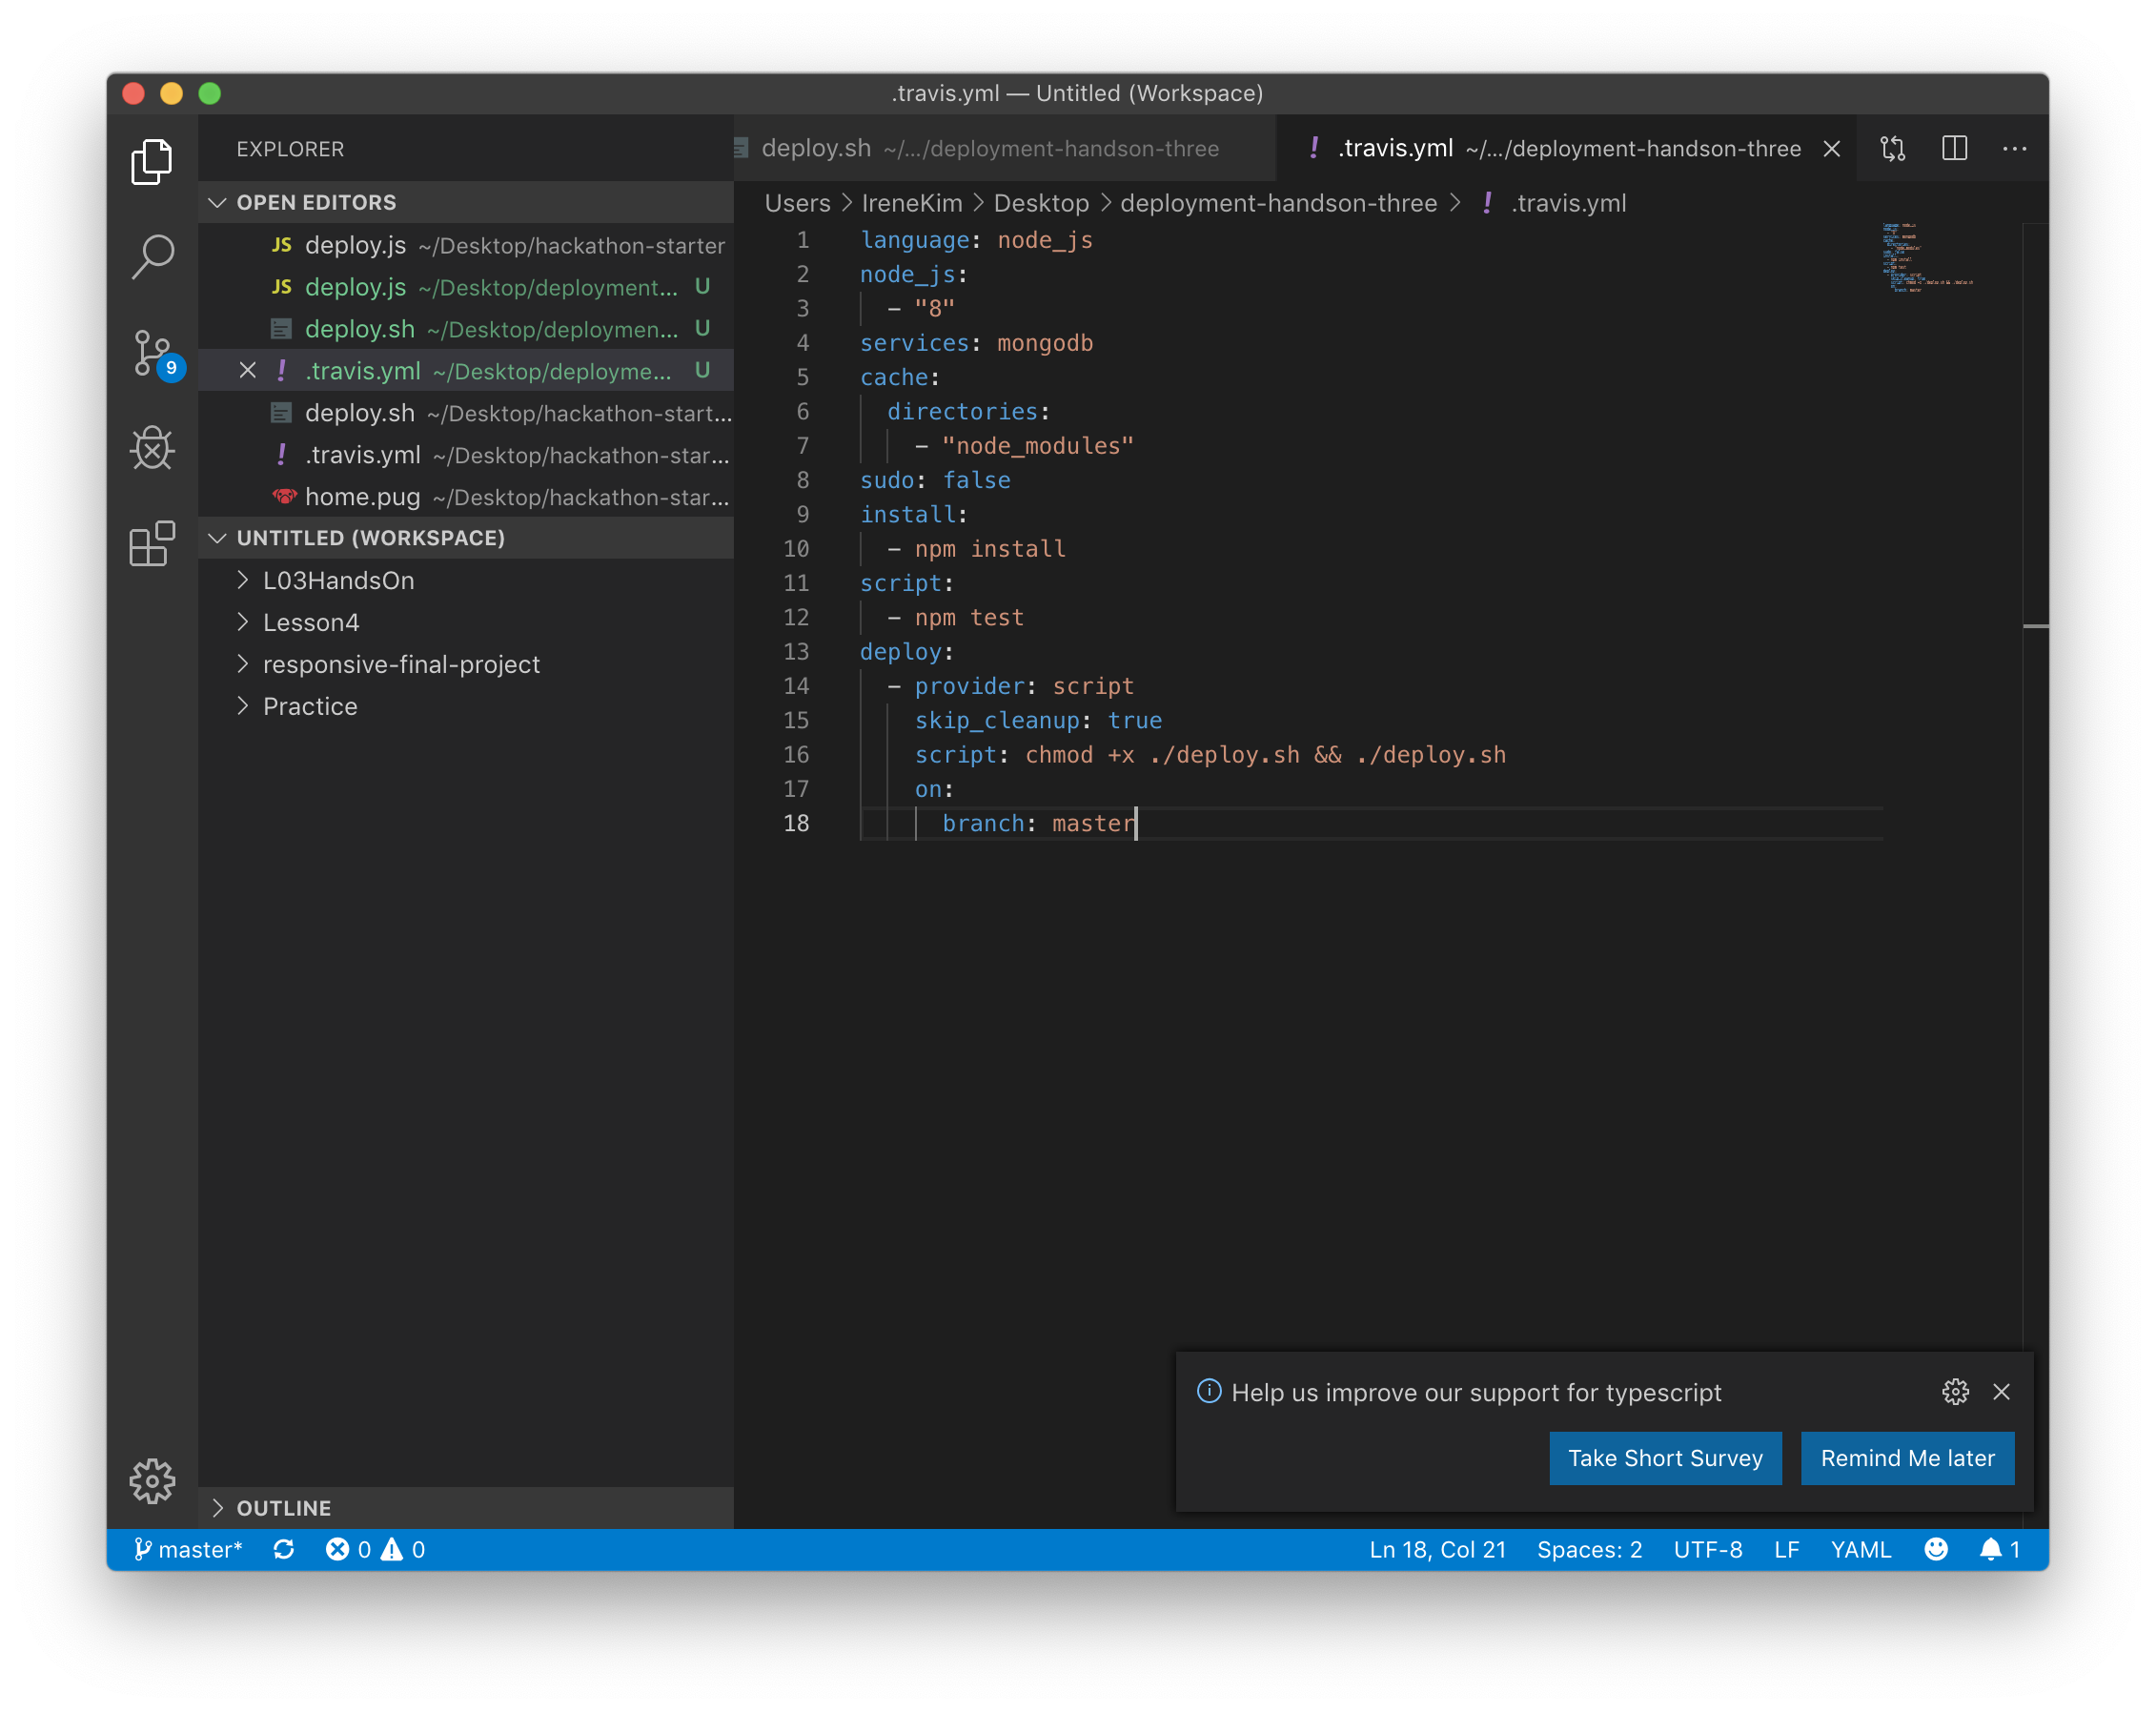 .travis.yml — Untitled (Workspace)
EXPLORER
OPEN EDITORS
JS deploy.js ~/Desktop/hackathon-starter
JS deploy.js ~/Desktop/deployment... U
deploy.sh ~/Desktop/deploymen... U
! .travis.yml ~/Desktop/deployme... U
deploy.sh ~/Desktop/hackathon-start...
! .travis.yml ~/Desktop/hackathon-star...
home.pug ~/Desktop/hackathon-star...
UNTITLED (WORKSPACE)
L03HandsOn
Lesson4
responsive-final-project
Practice
OUTLINE
9
deploy.sh ~/.../deployment-handson-three
! .travis.yml ~/.../deployment-handson-three
Users > IreneKim > Desktop > deployment-handson-three > ! .travis.yml
1 language: node_js
2 node_js:
3   - "8"
4 services: mongodb
5 cache:
6   directories:
7     - "node_modules"
8 sudo: false
9 install:
10   - npm install
11 script:
12   - npm test
13 deploy:
14   - provider: script
15     skip_cleanup: true
16     script: chmod +x ./deploy.sh && ./deploy.sh
17     on:
18       branch: master
Help us improve our support for typescript
Take Short Survey
Remind Me later
master* 0 0 Ln 18, Col 21 Spaces: 2 UTF-8 LF YAML 1